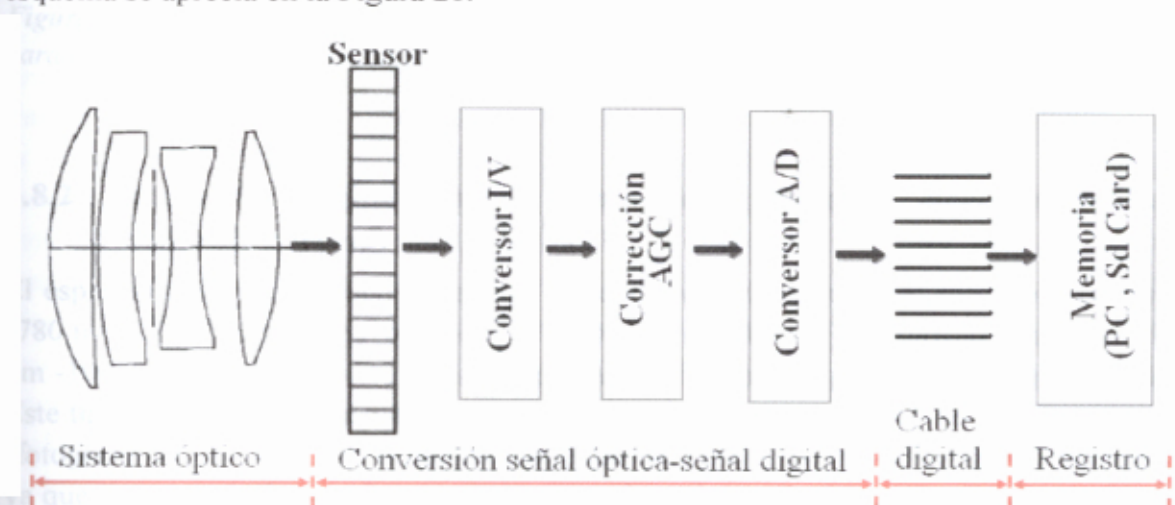 Sensor
Conversor I/V
Corrección
AGC
Conversor A/D
Memoria
(PC , Sd Card)
Sistema óptico
Conversión señal óptica-señal digital
Cable
digital
Registro